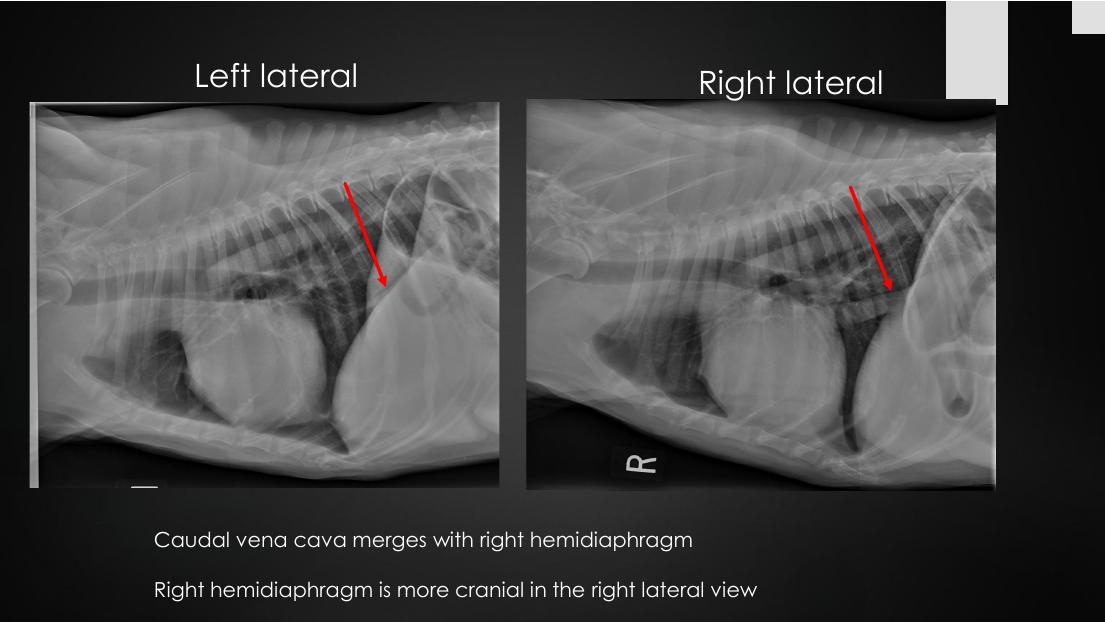 Left lateral
Right lateral
R
Caudal vena cava merges with right hemidiaphragm
Right hemidiaphragm is more cranial in the right lateral view